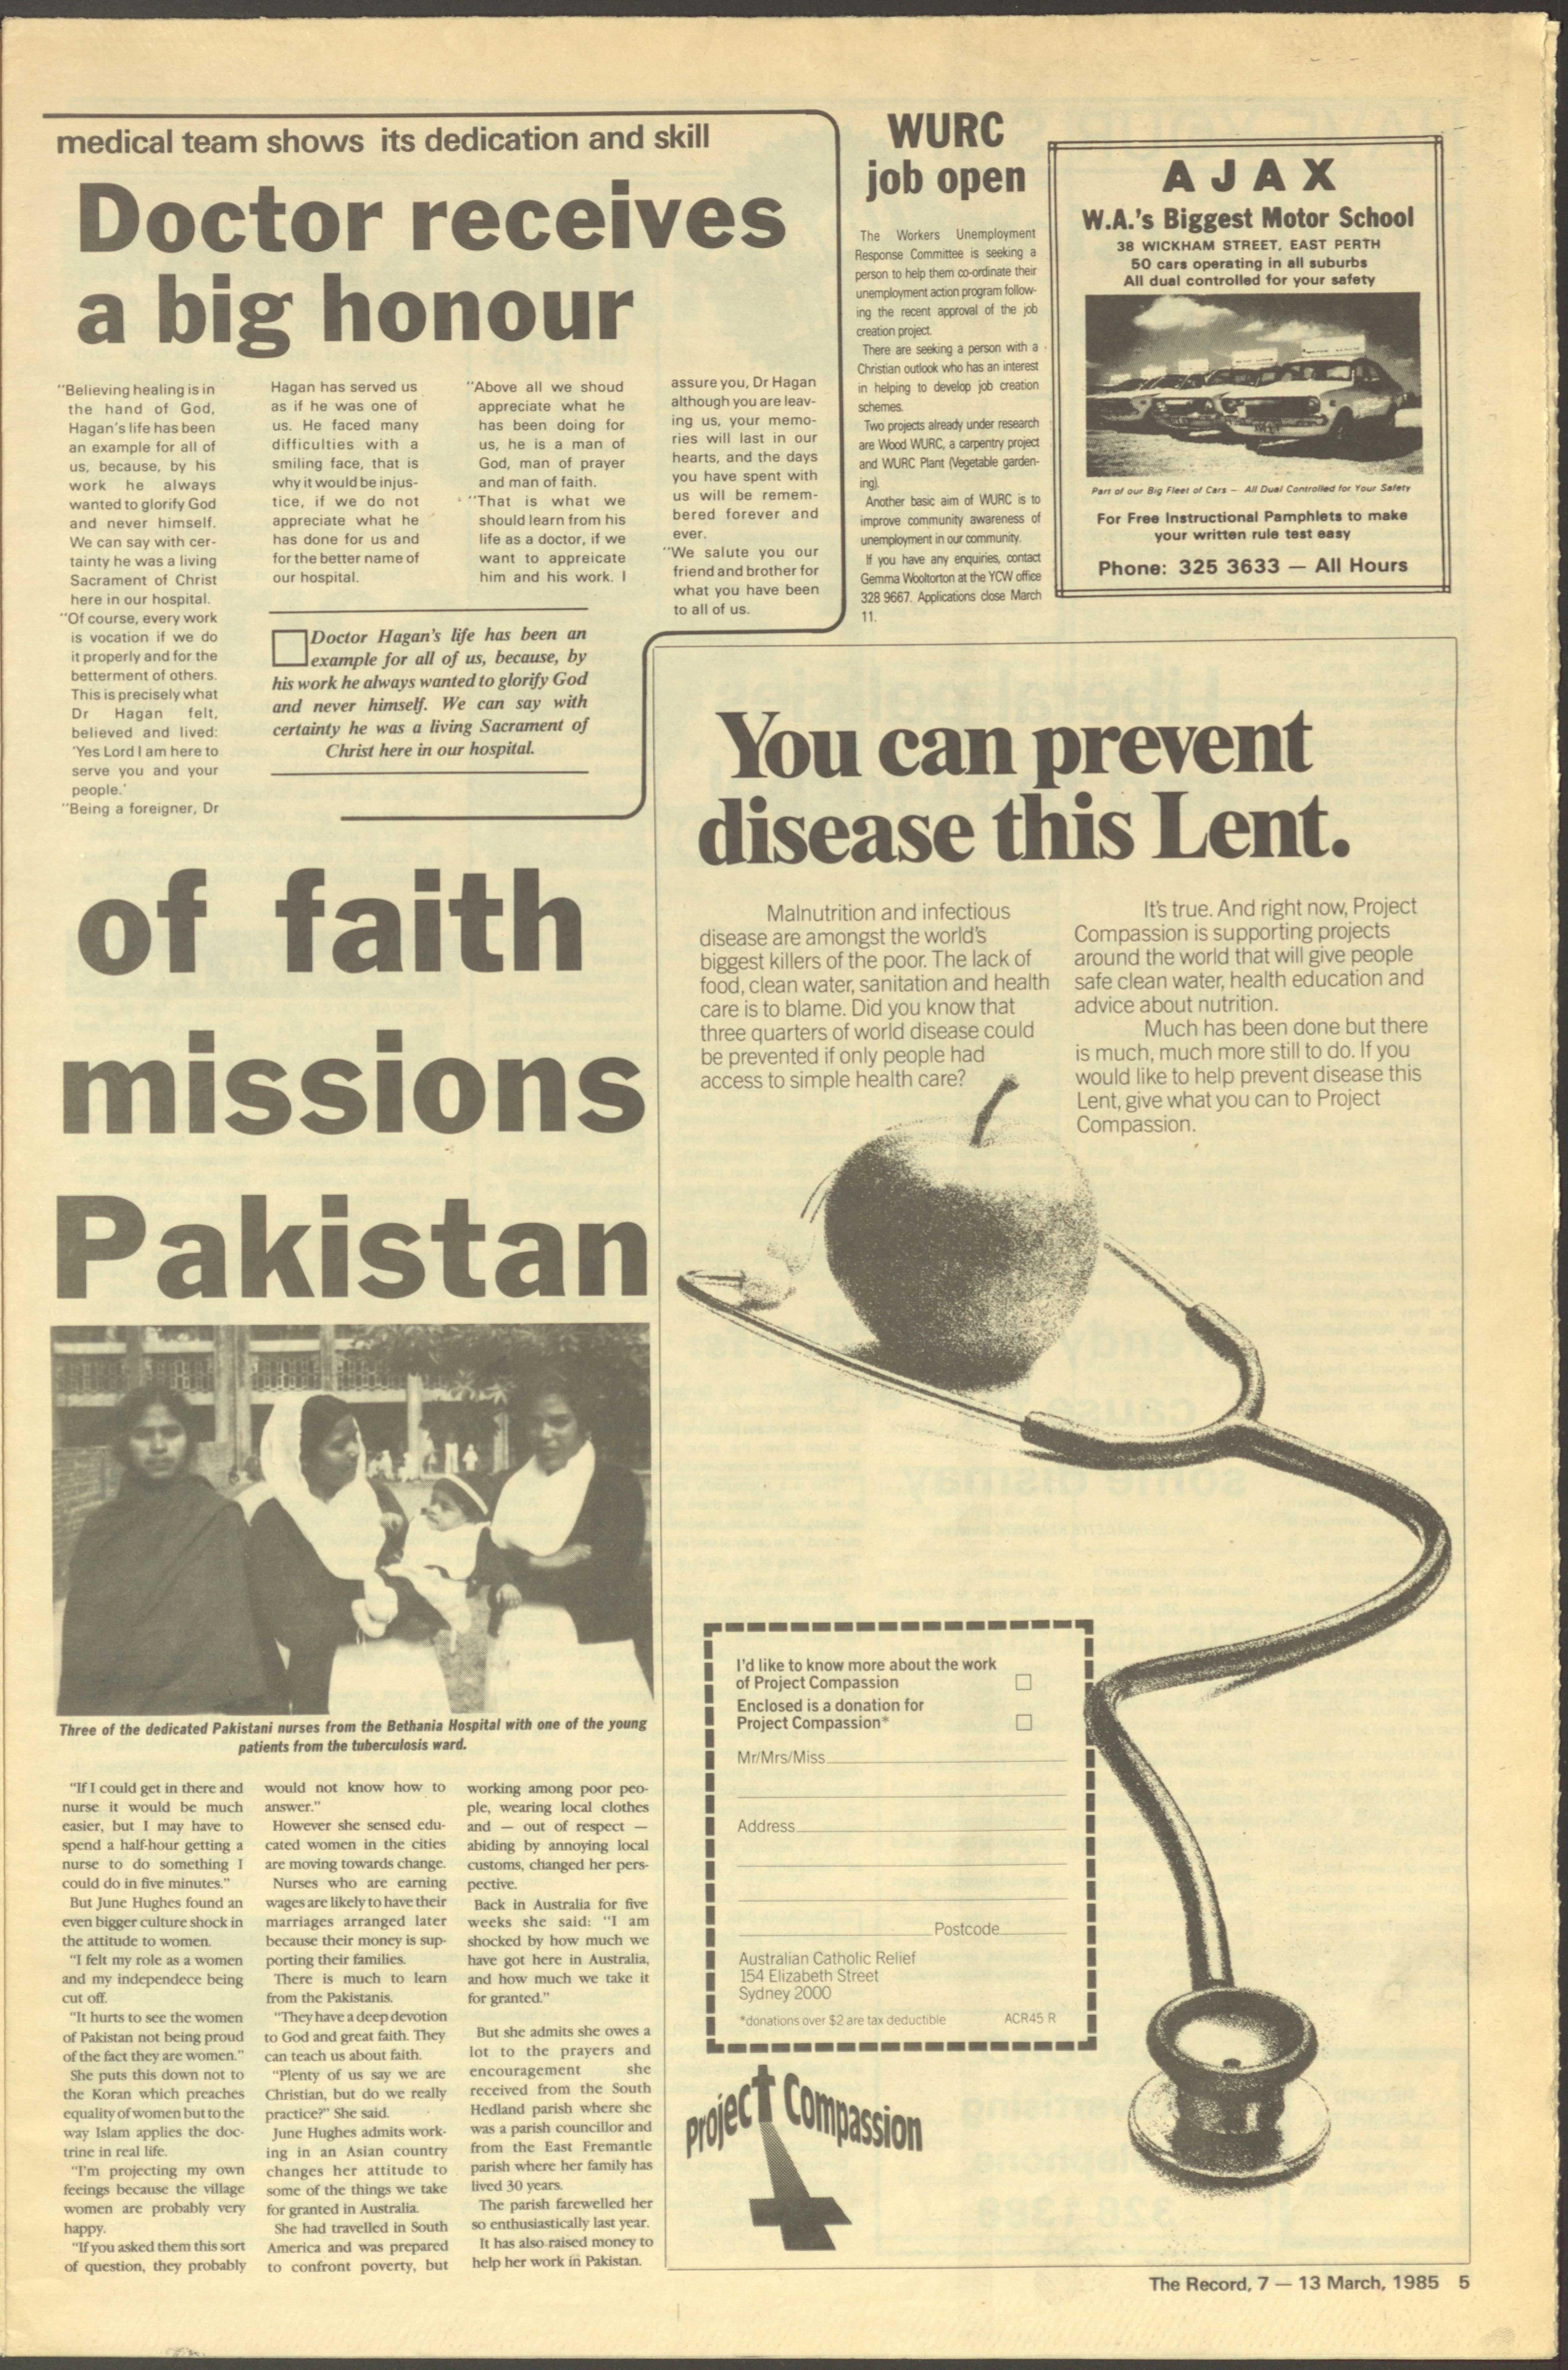 medical team shows its dedication and skill
Doctor receives
a big honour
"Believing healing is in
the hand of God,
Hagan's life has been
an example for all of
us, because, by his
work he always
wanted to glorify God
and never himself.
We can say with cer-
tainty he was a living
Sacrament of Christ
here in our hospital.
"Of course, every work
is vocation if we do
it properly and for the
betterment of others.
This is precisely what
Dr Hagan felt,
believed and lived:
'Yes Lord I am here to
serve you and your
people.'
"Being a foreigner, Dr
Hagan has served us
as if he was one of
us. He faced many
difficulties with a
smiling face, that is
why it would be injus-
tice, if we do not
appreciate what he
has done for us and
for the better name of
our hospital.
"Above all we shoud
appreciate what he
has been doing for
us, he is a man of
God, man of prayer
and man of faith.
"That is what we
should learn from his
life as a doctor, if we
want to appreicate
him and his work. I
assure you, Dr Hagan
although you are leav-
ing us, your memo-
ries will last in our
hearts, and the days
you have spent with
us will be remem-
bered forever and
ever.
"We salute you our
friend and brother for
what you have been
to all of us.
Doctor Hagan's life has been an
example for all of us, because, by
his work he always wanted to glorify God
and never himself. We can say with
certainty he was a living Sacrament of
Christ here in our hospital.
WURC
job open
The Workers Unemployment
Response Committee is seeking a
person to help them co-ordinate their
unemployment action program follow-
ing the recent approval of the job
creation project.
There are seeking a person with a
Christian outlook who has an interest
in helping to develop job creation
schemes.
Two projects already under research
are Wood WURC, a carpentry project
and WURC Plant (Vegetable garden-
ing).
Another basic aim of WURC is to
improve community awareness of
unemployment in our community.
If you have any enquiries, contact
Gemma Wooltorton at the YCW office
328 9667. Applications close March
11.
AJAX
W.A.'s Biggest Motor School
38 WICKHAM STREET, EAST PERTH
50 cars operating in all suburbs
All dual controlled for your safety
Part of our Big Fleet of Cars — All Dual Controlled for Your Safety
For Free Instructional Pamphlets to make
your written rule test easy
Phone: 325 3633 — All Hours
of faith
missions
Pakistan
Three of the dedicated Pakistani nurses from the Bethania Hospital with one of the young
patients from the tuberculosis ward.
"If I could get in there and
nurse it would be much
easier, but I may have to
spend a half-hour getting a
nurse to do something I
could do in five minutes."
But June Hughes found an
even bigger culture shock in
the attitude to women.
"I felt my role as a women
and my independece being
cut off.
"It hurts to see the women
of Pakistan not being proud
of the fact they are women."
She puts this down not to
the Koran which preaches
equality of women but to the
way Islam applies the doc-
trine in real life.
"I'm projecting my own
feeings because the village
women are probably very
happy.
"If you asked them this sort
of question, they probably
would not know how to
answer."
However she sensed edu-
cated women in the cities
are moving towards change.
Nurses who are earning
wages are likely to have their
marriages arranged later
because their money is sup-
porting their families.
There is much to learn
from the Pakistanis.
"They have a deep devotion
to God and great faith. They
can teach us about faith.
"Plenty of us say we are
Christian, but do we really
practice?" She said.
June Hughes admits work-
ing in an Asian country
changes her attitude to
some of the things we take
for granted in Australia.
She had travelled in South
America and was prepared
to confront poverty, but
working among poor peo-
ple, wearing local clothes
and — out of respect —
abiding by annoying local
customs, changed her pers-
pective.
Back in Australia for five
weeks she said: "I am
shocked by how much we
have got here in Australia,
and how much we take it
for granted."
But she admits she owes a
lot to the prayers and
encouragement she
received from the South
Hedland parish where she
was a parish councillor and
from the East Fremantle
parish where her family has
lived 30 years.
The parish farewelled her
so enthusiastically last year.
It has also raised money to
help her work in Pakistan.
You can prevent
disease this Lent.
Malnutrition and infectious
disease are amongst the world's
biggest killers of the poor. The lack of
food, clean water, sanitation and health
care is to blame. Did you know that
three quarters of world disease could
be prevented if only people had
access to simple health care?
It's true. And right now, Project
Compassion is supporting projects
around the world that will give people
safe clean water, health education and
advice about nutrition.
Much has been done but there
is much, much more still to do. If you
would like to help prevent disease this
Lent, give what you can to Project
Compassion.
I'd like to know more about the work
of Project Compassion
Enclosed is a donation for
Project Compassion*
Mr/Mrs/Miss
Address
Postcode
Australian Catholic Relief
154 Elizabeth Street
Sydney 2000
*donations over $2 are tax deductible ACR45 R
Project Compassion
The Record, 7 — 13 March, 1985 5